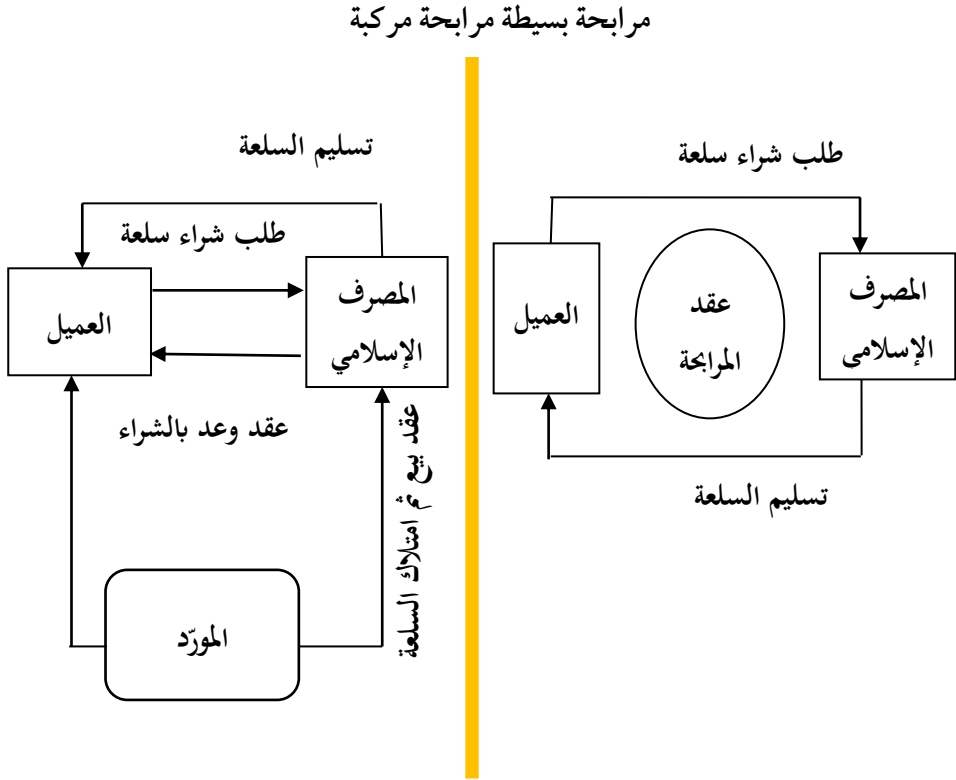 مرابحة بسيطة مرابحة مركبة
طلب شراء سلعة
العميل
عقد
المرابحة
المصرف
الإسلامى
تسليم السلعة
تسليم السلعة
طلب شراء سلعة
المصرف
الإسلامي
العميل
عقد وعد بالشراء
عقد بيع ثم امتلاك السلعة
المورّد